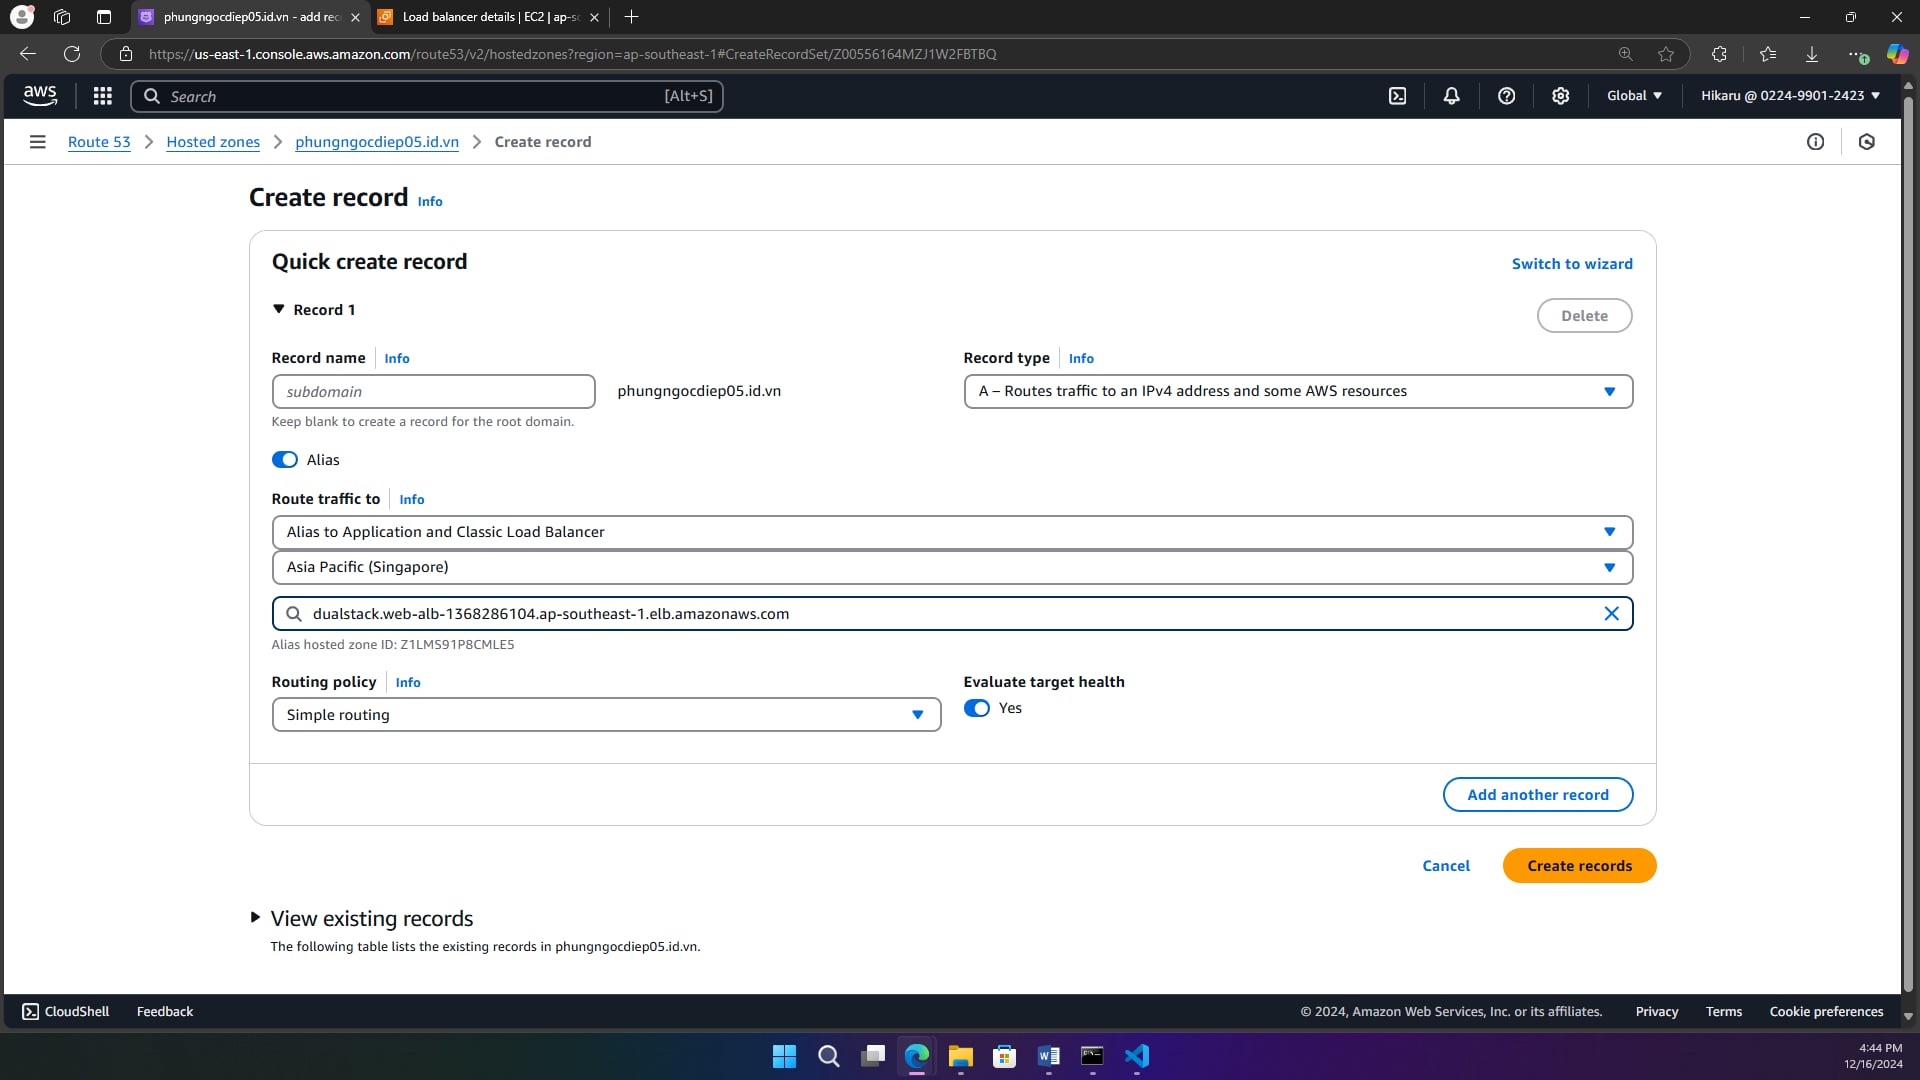 phungngocdiep05.id.vn - add rec
Load balancer details | EC2 | ap-so
https://us-east-1.console.aws.amazon.com/route53/v2/hostedzones?region=ap-southeast-1#CreateRecordSet/Z00556164MZJ1W2FBTBQ
aws
Search
[Alt+S]
Global
Hikaru @ 0224-9901-2423
Route 53
Hosted zones
phungngocdiep05.id.vn
Create record
Create record
Info
Quick create record
Switch to wizard
Record 1
Delete
Record name
Info
Record type
Info
subdomain
phungngocdiep05.id.vn
A – Routes traffic to an IPv4 address and some AWS resources
Keep blank to create a record for the root domain.
Alias
Route traffic to
Info
Alias to Application and Classic Load Balancer
Asia Pacific (Singapore)
dualstack.web-alb-1368286104.ap-southeast-1.elb.amazonaws.com
Alias hosted zone ID: Z1LMS91P8CMLE5
Routing policy
Info
Evaluate target health
Simple routing
Yes
Add another record
Cancel
Create records
View existing records
The following table lists the existing records in phungngocdiep05.id.vn.
CloudShell
Feedback
© 2024, Amazon Web Services, Inc. or its affiliates.
Privacy
Terms
Cookie preferences
4:44 PM
12/16/2024